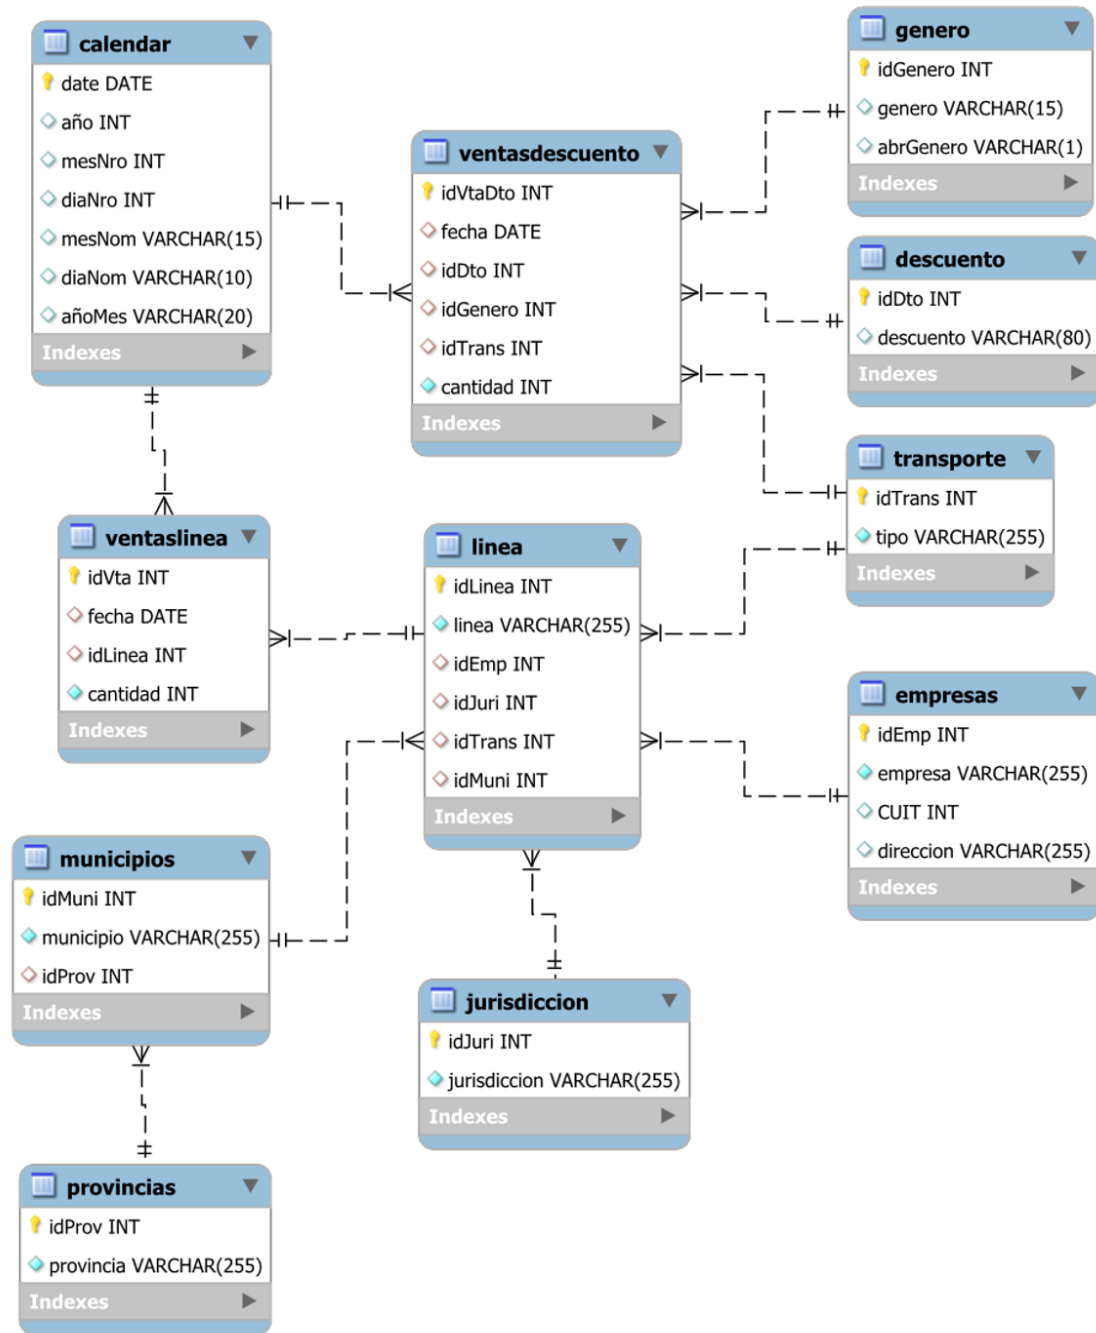 calendar
date DATE
año INT
mesNro INT
diaNro INT
mesNom VARCHAR(15)
diaNom VARCHAR(10)
añoMes VARCHAR(20)
Indexes
ventasdescuento
idVtaDto INT
fecha DATE
idDto INT
idGenero INT
idTrans INT
cantidad INT
Indexes
genero
idGenero INT
genero VARCHAR(15)
abrGenero VARCHAR(1)
Indexes
descuento
idDto INT
descuento VARCHAR(80)
Indexes
transporte
idTrans INT
tipo VARCHAR(255)
Indexes
ventaslinea
idVta INT
fecha DATE
idLinea INT
cantidad INT
Indexes
linea
idLinea INT
linea VARCHAR(255)
idEmp INT
idJuri INT
idTrans INT
idMuni INT
Indexes
empresas
idEmp INT
empresa VARCHAR(255)
CUIT INT
direccion VARCHAR(255)
Indexes
municipios
idMuni INT
municipio VARCHAR(255)
idProv INT
Indexes
jurisdiccion
idJuri INT
jurisdiccion VARCHAR(255)
Indexes
provincias
idProv INT
provincia VARCHAR(255)
Indexes